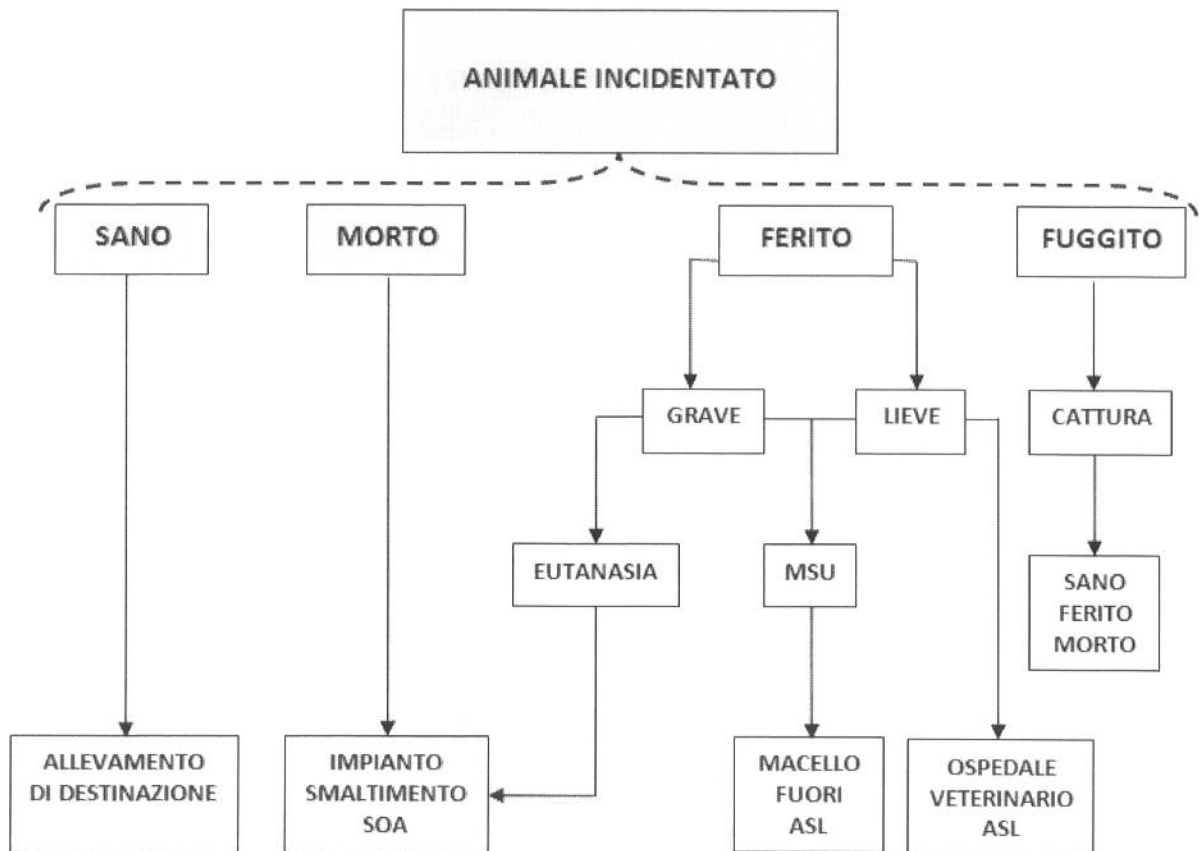 ANIMALE INCIDENTATO
SANO
MORTO
FERITO
FUGGITO
GRAVE
LIEVE
CATTURA
EUTANASIA
MSU
SANO
FERITO
MORTO
ALLEVAMENTO
DI DESTINAZIONE
IMPIANTO
SMALTIMENTO
SOA
MACELLO
FUORI
ASL
OSPEDALE
VETERINARIO
ASL